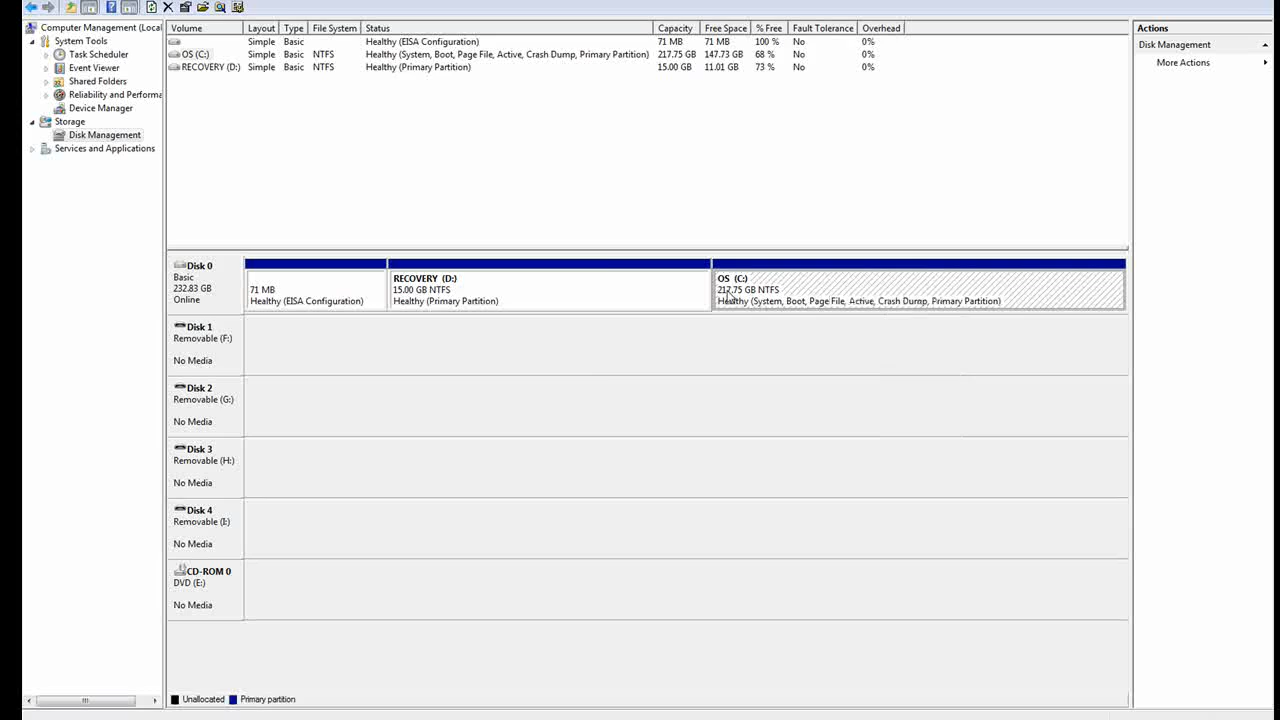 Computer Management (Local
System Tools
Task Scheduler
Event Viewer
Shared Folders
Reliability and Performa
Device Manager
Storage
Disk Management
Services and Applications
Volume Layout Type File System Status Capacity Free Space % Free Fault Tolerance Overhead
Simple Basic Healthy (EISA Configuration) 71 MB 71 MB 100 % No 0%
OS (C:) Simple Basic NTFS Healthy (System, Boot, Page File, Active, Crash Dump, Primary Partition) 217.75 GB 147.73 GB 68 % No 0%
RECOVERY (D:) Simple Basic NTFS Healthy (Primary Partition) 15.00 GB 11.01 GB 73 % No 0%
Disk 0
Basic
232.83 GB
Online
71 MB
Healthy (EISA Configuration)
RECOVERY (D:)
15.00 GB NTFS
Healthy (Primary Partition)
OS (C:)
217.75 GB NTFS
Healthy (System, Boot, Page File, Active, Crash Dump, Primary Partition)
Disk 1
Removable (F:)
No Media
Disk 2
Removable (G:)
No Media
Disk 3
Removable (H:)
No Media
Disk 4
Removable (I:)
No Media
CD-ROM 0
DVD (E:)
No Media
Unallocated Primary partition
Actions
Disk Management
More Actions